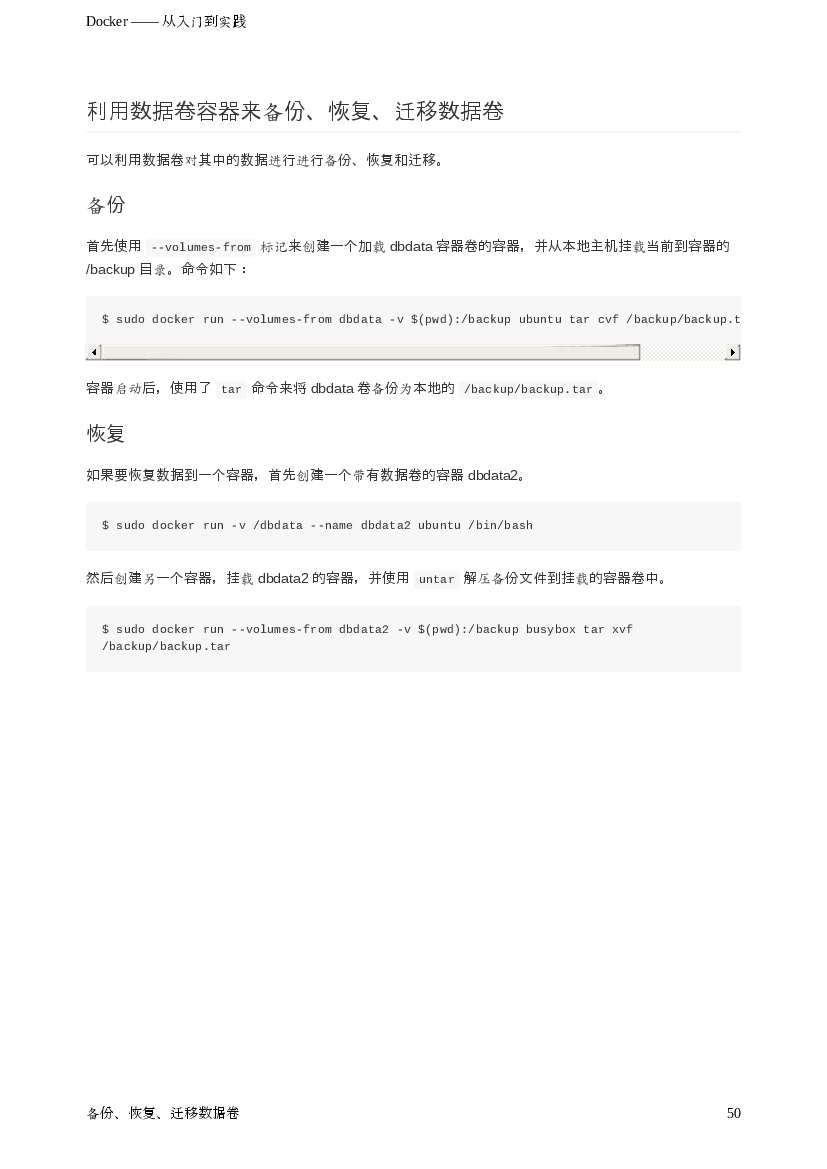 Docker —— 从入门到实践
利用数据卷容器来备份、恢复、迁移数据卷
可以利用数据卷对其中的数据进行进行备份、恢复和迁移。
备份
首先使用 --volumes-from 标记来创建一个加载 dbdata 容器卷的容器，并从本地主机挂载当前到容器的
/backup 目录。命令如下：
$ sudo docker run --volumes-from dbdata -v $(pwd):/backup ubuntu tar cvf /backup/backup.t
容器启动后，使用了 tar 命令来将 dbdata 卷备份为本地的 /backup/backup.tar 。
恢复
如果要恢复数据到一个容器，首先创建一个带有数据卷的容器 dbdata2。
$ sudo docker run -v /dbdata --name dbdata2 ubuntu /bin/bash
然后创建另一个容器，挂载 dbdata2 的容器，并使用 untar 解压备份文件到挂载的容器卷中。
$ sudo docker run --volumes-from dbdata2 -v $(pwd):/backup busybox tar xvf
/backup/backup.tar
备份、恢复、迁移数据卷 50